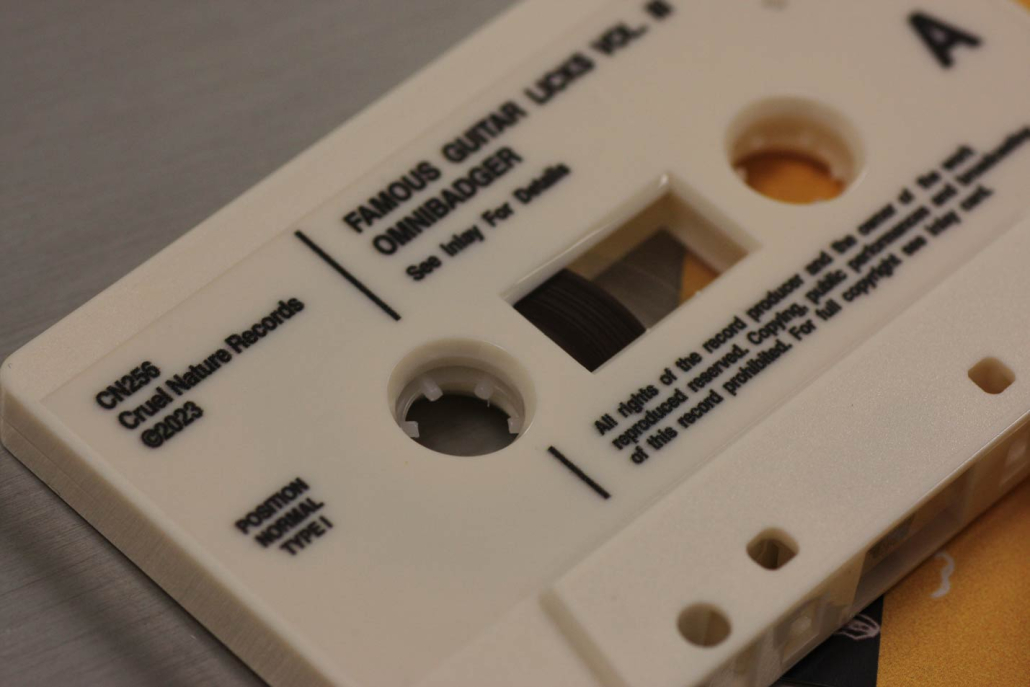 A
FAMOUS GUITAR LICKS VOL. II
OMNIBADGER
See Inlay For Details
CN256
Cruel Nature Records
©2023
POSITION
NORMAL
TYPE I
All rights of the record producer and the owner of the work
reproduced reserved. Copying, public performance and broadcasting
of this record prohibited. For full copyright see inlay card.